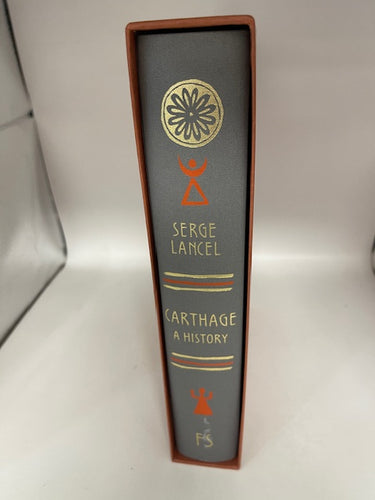 SERGE
LANCEL
CARTHAGE
A HISTORY
FS